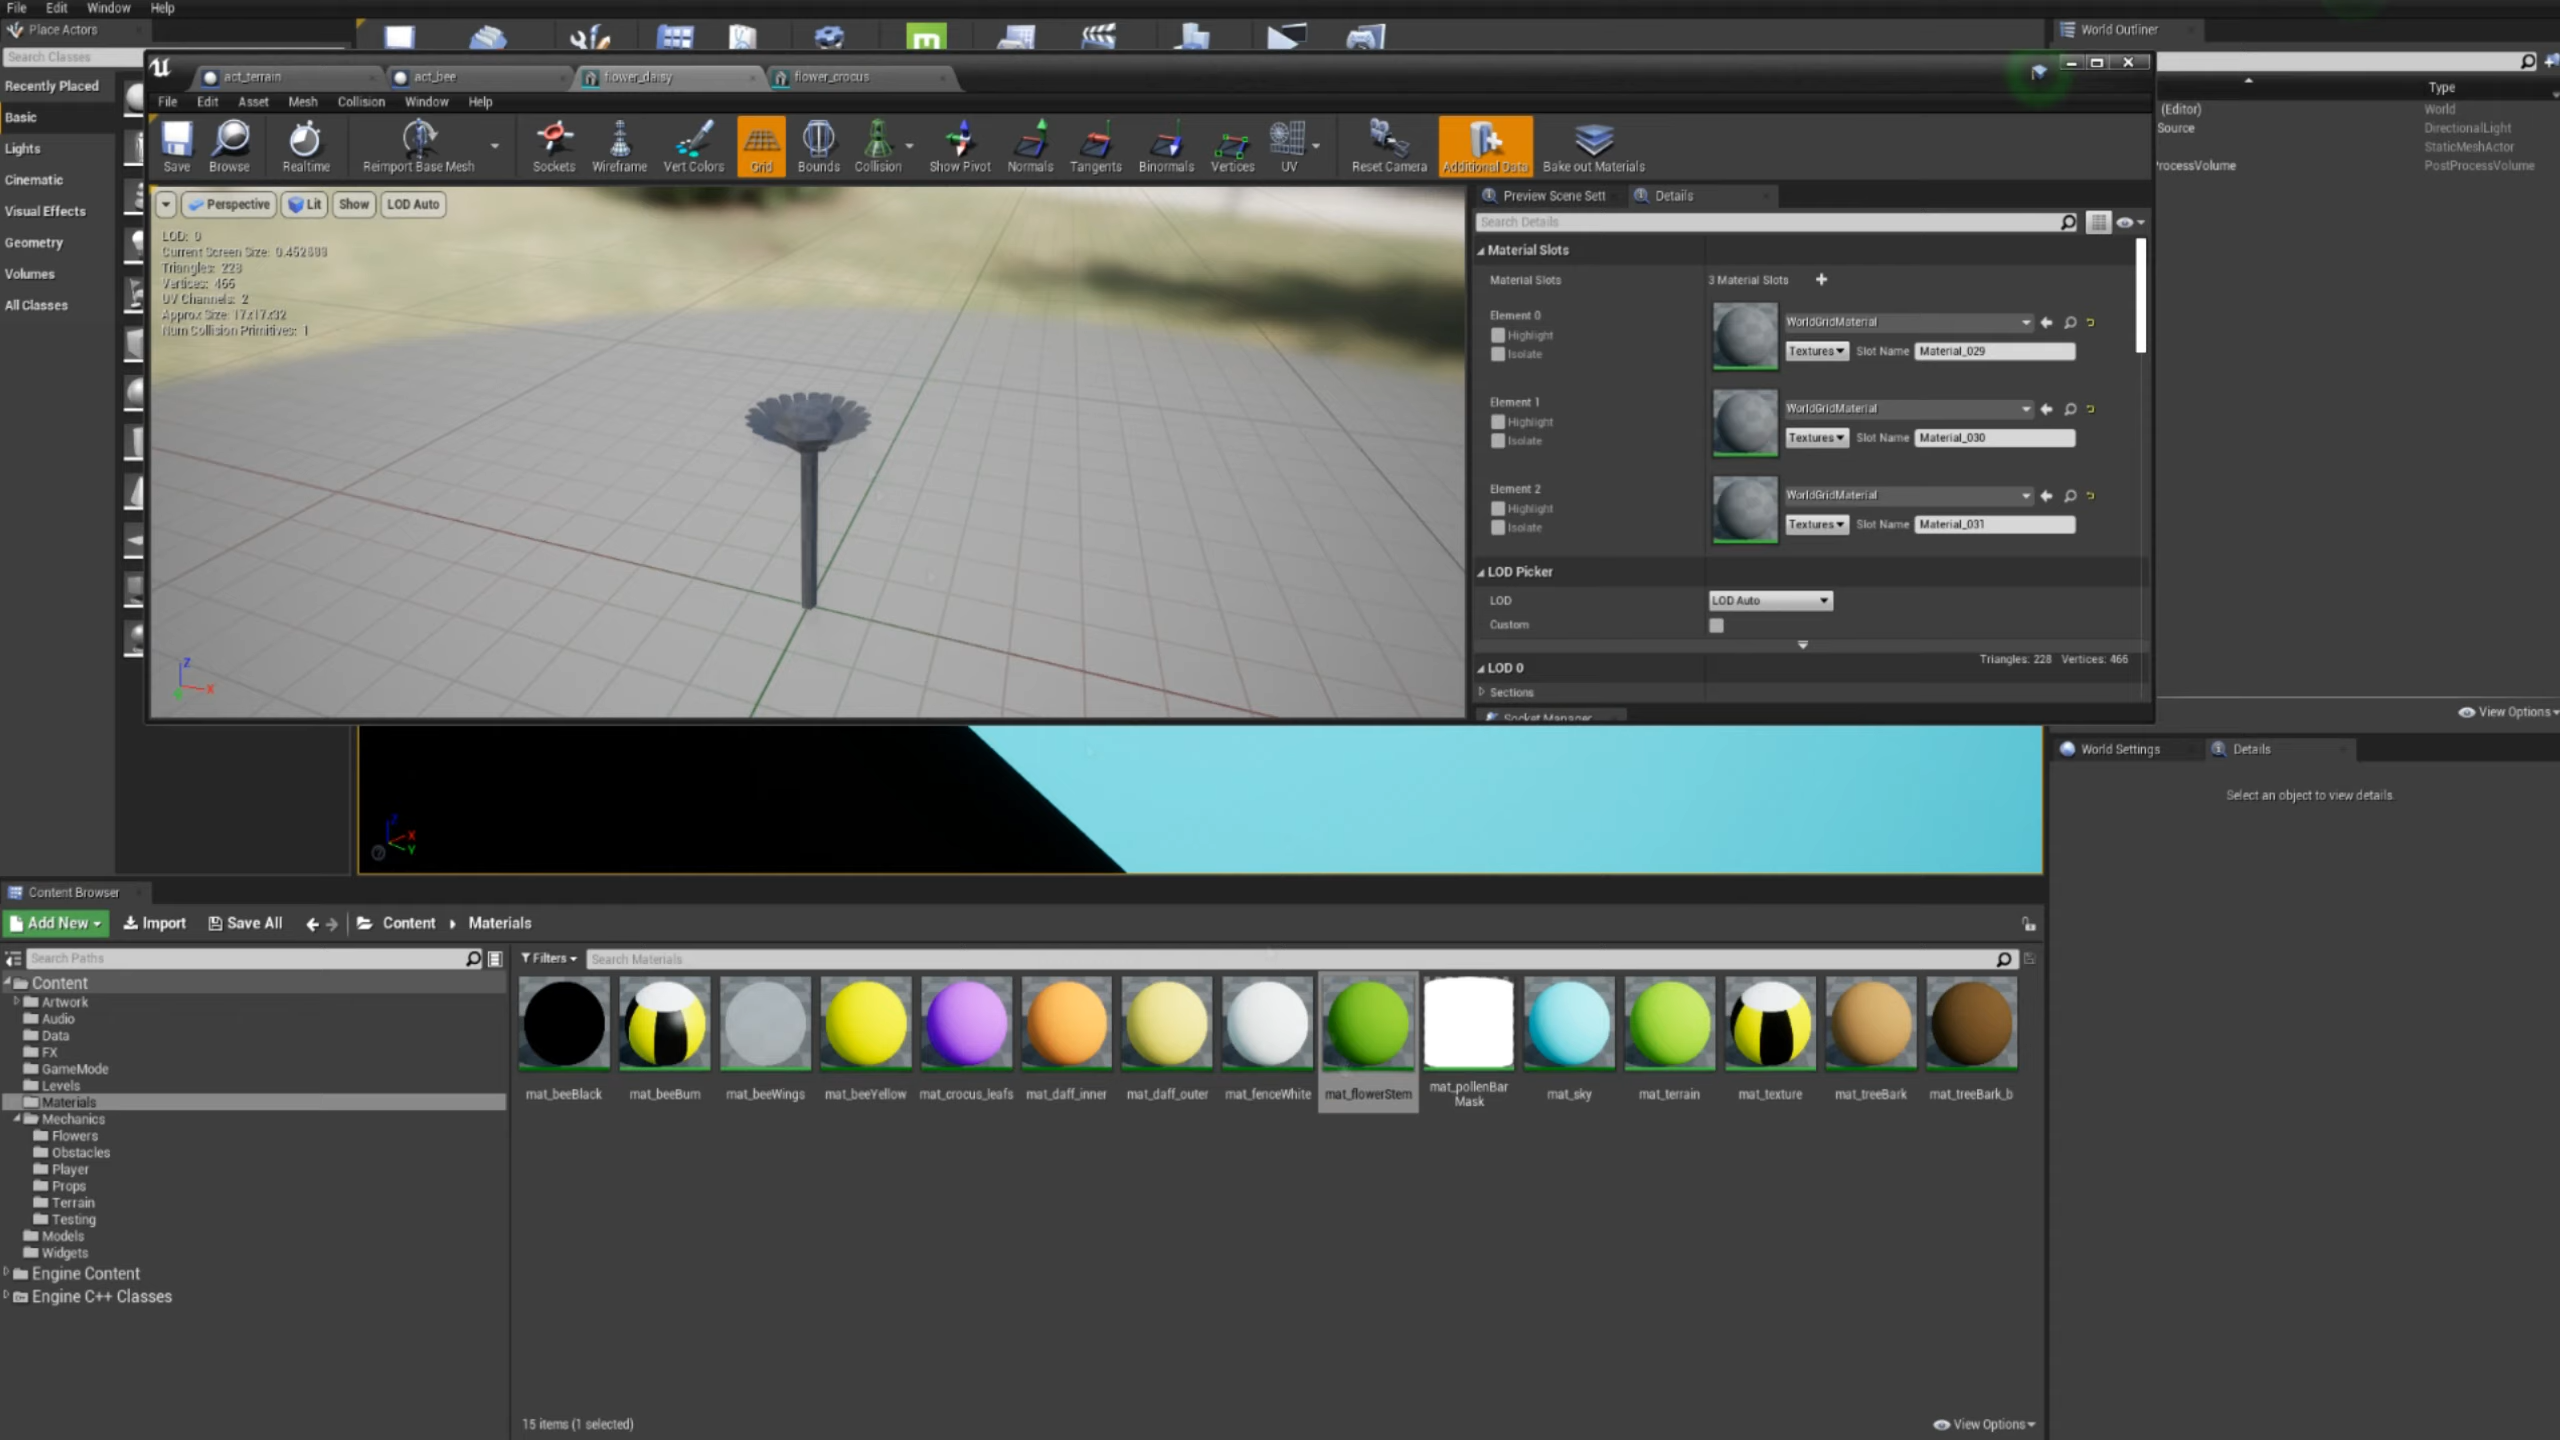 File Edit Window Help
Place Actors
World Outliner
Search Classes
Recently Placed
Basic
Lights
Cinematic
Visual Effects
Geometry
Volumes
All Classes
act_terrain
act_bee
flower_daisy
flower_crocus
File Edit Asset Mesh Collision Window Help
Save
Browse
Realtime
Reimport Base Mesh
Sockets
Wireframe
Vert Colors
Grid
Bounds
Collision
Show Pivot
Normals
Tangents
Binormals
Vertices
UV
Reset Camera
Additional Data
Bake out Materials
Perspective
Lit
Show
LOD Auto
LOD: 0
Current Screen Size:
Triangles: 228
Vertices: 466
UV Channels: 2
Approx Size: 17x17x32
Num Collision Primitives: 1
Z
X
Preview Scene Sett
Details
Search Details
Material Slots
Material Slots
3 Material Slots
Element 0
Highlight
Isolate
WorldGridMaterial
Textures
Slot Name
Material_029
Element 1
Highlight
Isolate
WorldGridMaterial
Textures
Slot Name
Material_030
Element 2
Highlight
Isolate
WorldGridMaterial
Textures
Slot Name
Material_031
LOD Picker
LOD
LOD Auto
Custom
LOD 0
Triangles: 228 Vertices: 466
Sections
Socket Manager
Type
(Editor)
World
Source
DirectionalLight
StaticMeshActor
rocessVolume
PostProcessVolume
View Options
World Settings
Details
Select an object to view details.
Z
X
Y
Content Browser
Add New
Import
Save All
Content
Materials
Search Paths
Filters
Search Materials
Content
Artwork
Audio
Data
FX
GameMode
Levels
Materials
Mechanics
Flowers
Obstacles
Player
Props
Terrain
Testing
Models
Widgets
Engine Content
Engine C++ Classes
mat_beeBlack
mat_beeBum
mat_beeWings
mat_beeYellow
mat_crocus_leafs
mat_daff_inner
mat_daff_outer
mat_fenceWhite
mat_flowerStem
mat_pollenBar
Mask
mat_sky
mat_terrain
mat_texture
mat_treeBark
mat_treeBark_b
15 items (1 selected)
View Options